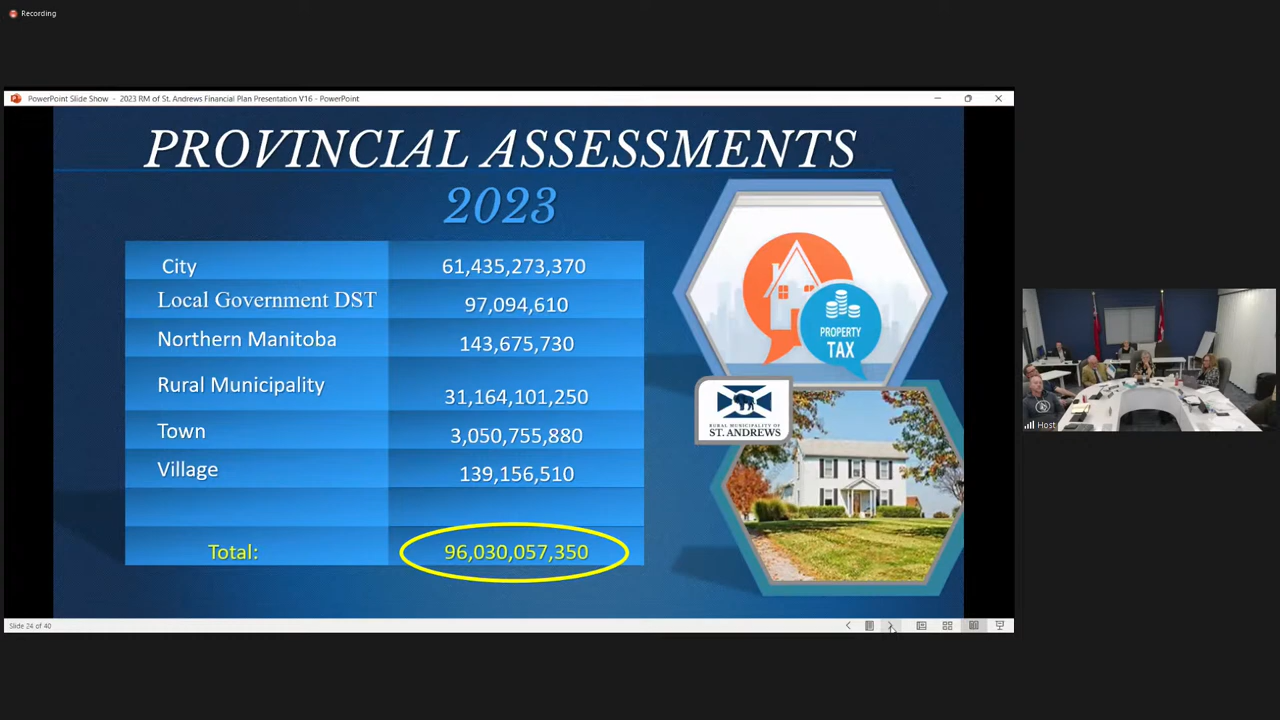 Recording
PowerPoint Slide Show - 2023 RM of St. Andrews Financial Plan Presentation V16 - PowerPoint
PROVINCIAL ASSESSMENTS
2023
City 61,435,273,370
Local Government DST 97,094,610
Northern Manitoba 143,675,730
Rural Municipality 31,164,101,250
Town 3,050,755,880
Village 139,156,510
Total: 96,030,057,350
PROPERTY
TAX
RURAL MUNICIPALITY OF
ST. ANDREWS
Host
Slide 24 of 40